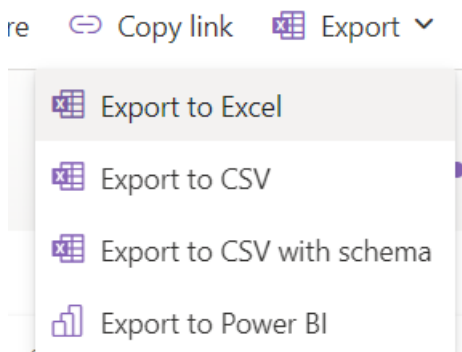 re Copy link Export
Export to Excel
Export to CSV
Export to CSV with schema
Export to Power BI